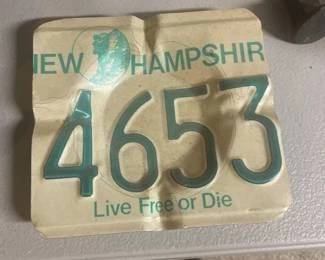 NEW HAMPSHIR
4653
Live Free or Die